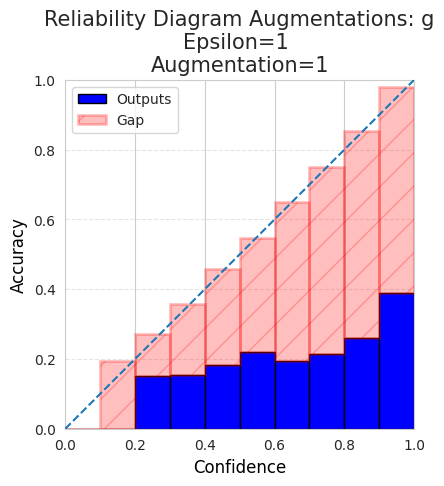 Reliability Diagram Augmentations: g
Epsilon=1
Augmentation=1
Outputs
Gap
Accuracy
1.0
0.8
0.6
0.4
0.2
0.0
0.0 0.2 0.4 0.6 0.8 1.0
Confidence